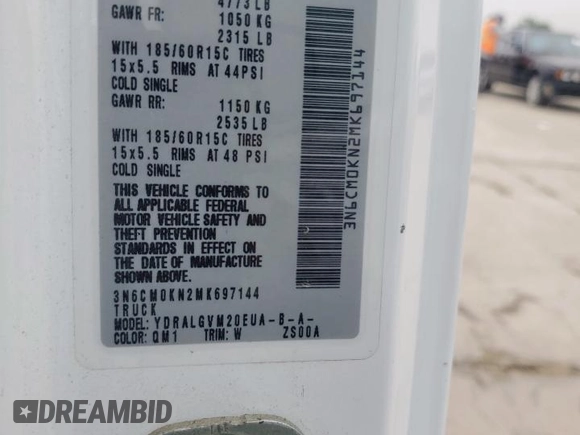 4773 LB
GAWR FR: 1050 KG
2315 LB
WITH 185/60R15C TIRES
15x5.5 RIMS AT 44PSI
COLD SINGLE
GAWR RR: 1150 KG
2535 LB
WITH 185/60R15C TIRES
15x5.5 RIMS AT 48 PSI
COLD SINGLE
THIS VEHICLE CONFORMS TO
ALL APPLICABLE FEDERAL
MOTOR VEHICLE SAFETY AND
THEFT PREVENTION
STANDARDS IN EFFECT ON
THE DATE OF MANUFACTURE
SHOWN ABOVE.
3N6CM0KN2MK697144
TRUCK
MODEL: YDRALGVM20EUA-B-A-
COLOR: QM1 TRIM: W ZS00A
3N6CM0KN2MK697144
DREAMBID